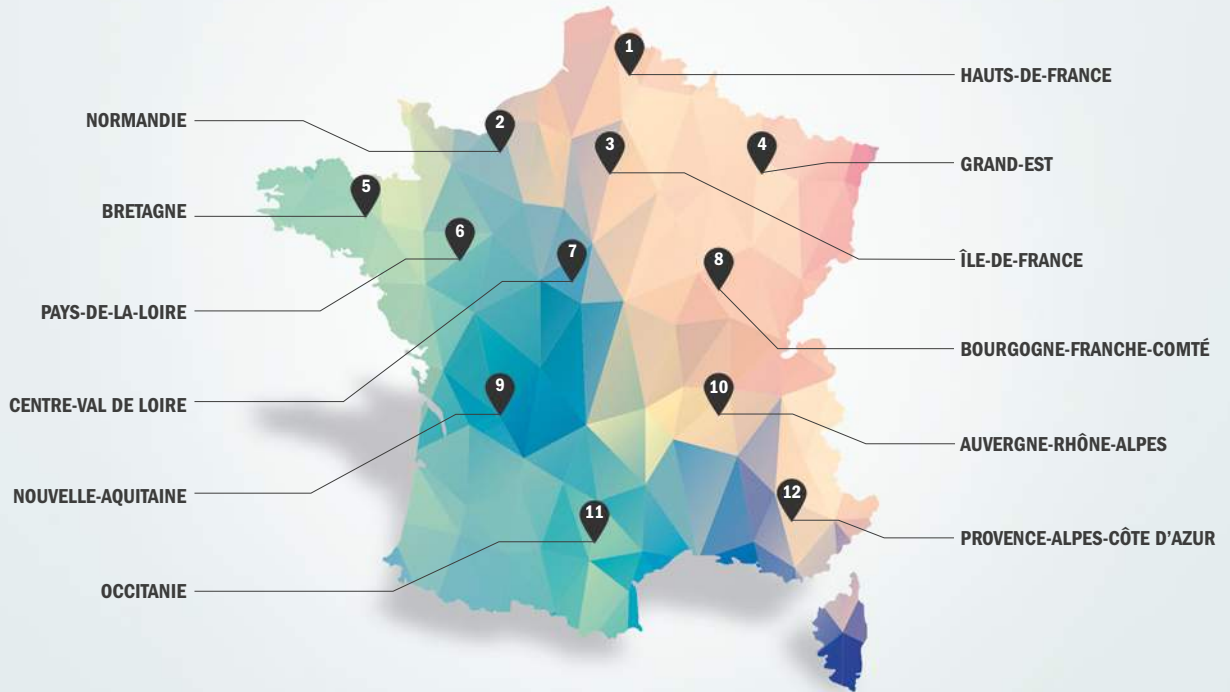 1
HAUTS-DE-FRANCE
NORMANDIE
2
3
4
GRAND-EST
5
BRETAGNE
6
7
8
ÎLE-DE-FRANCE
PAYS-DE-LA-LOIRE
BOURGOGNE-FRANCHE-COMTÉ
9
10
CENTRE-VAL DE LOIRE
AUVERGNE-RHÔNE-ALPES
NOUVELLE-AQUITAINE
11
12
PROVENCE-ALPES-CÔTE D’AZUR
OCCITANIE